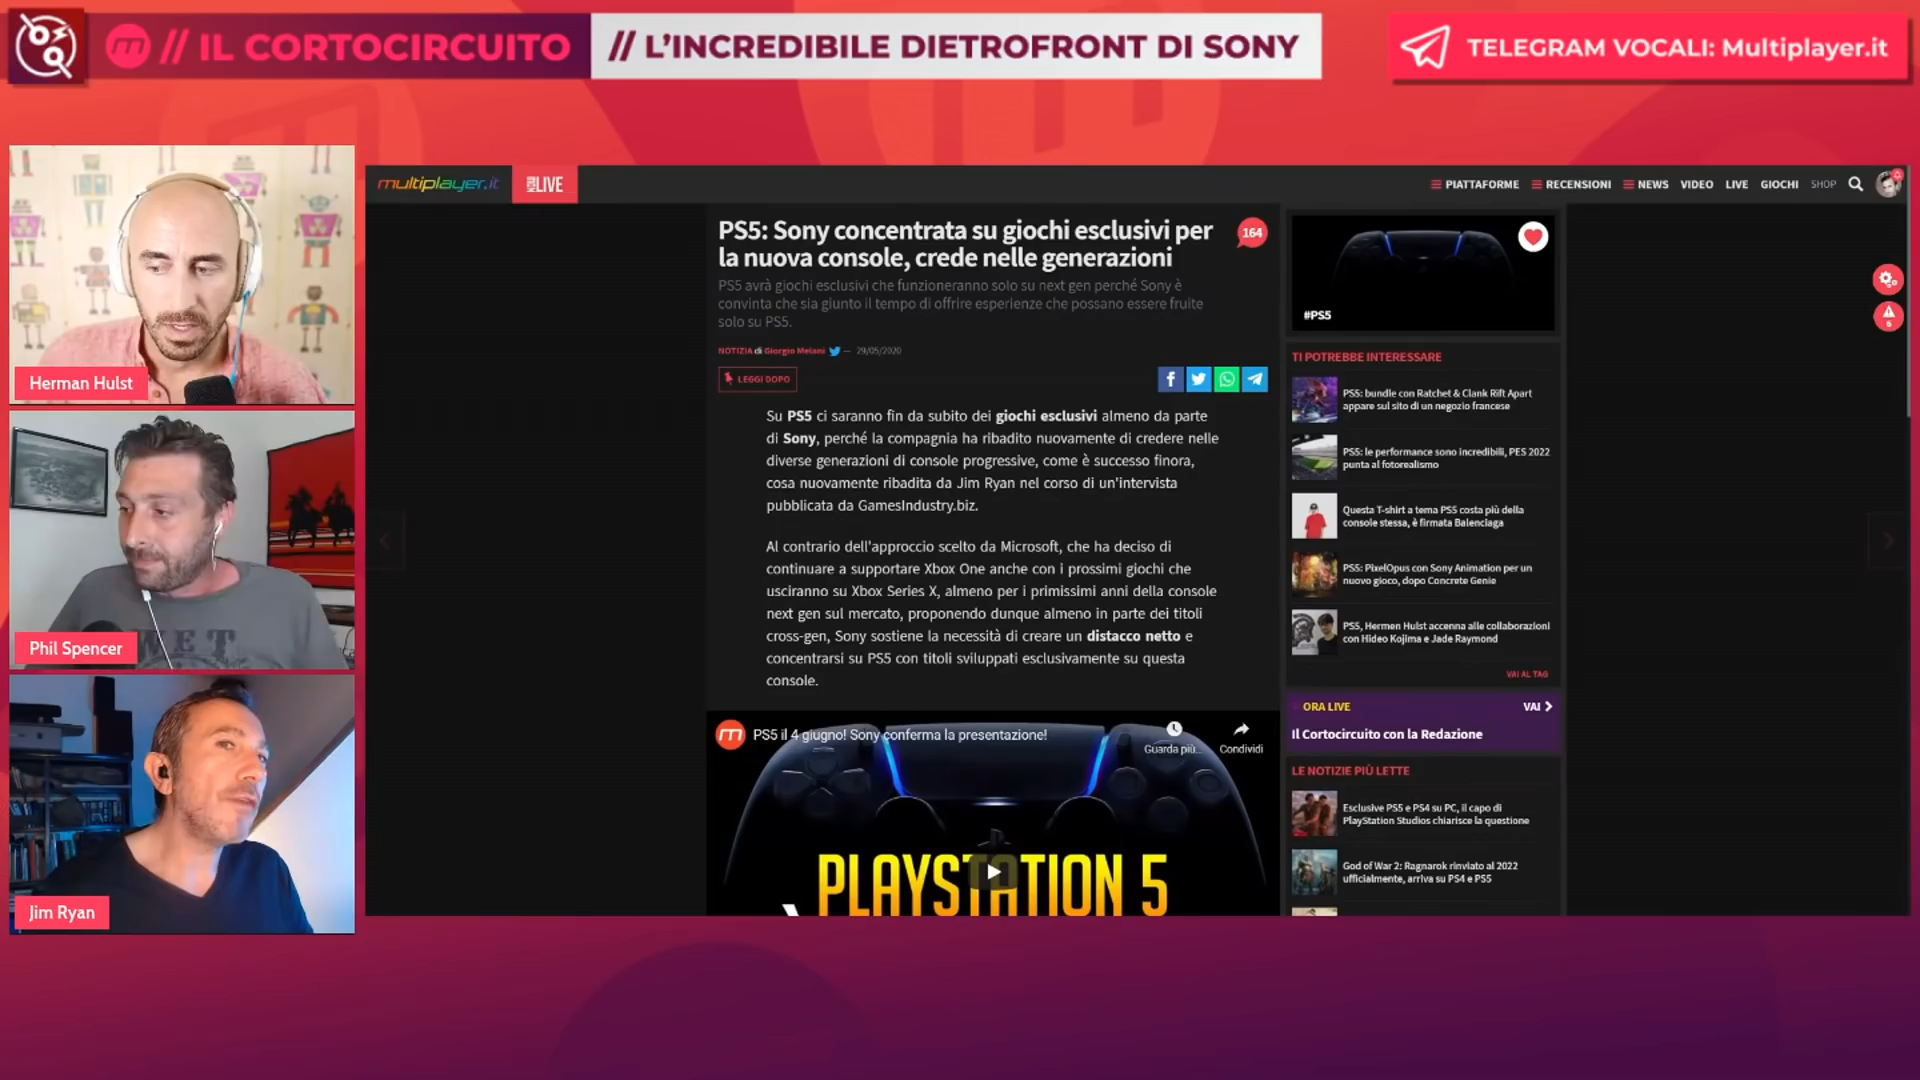 // IL CORTOCIRCUITO
// L'INCREDIBILE DIETROFRONT DI SONY
TELEGRAM VOCALI: Multiplayer.it
Herman Hulst
Phil Spencer
WET
Jim Ryan
multiplayer.it
LIVE
PIATTAFORME
RECENSIONI
NEWS
VIDEO
LIVE
GIOCHI
SHOP
PS5: Sony concentrata su giochi esclusivi per
la nuova console, crede nelle generazioni
164
PS5 avrà giochi esclusivi che funzioneranno solo su next gen perché Sony è
convinta che sia giunto il tempo di offrire esperienze che possano essere fruite
solo su PS5.
NOTIZIA di Giorgio Melani — 29/05/2020
LEGGI DOPO
Su PS5 ci saranno fin da subito dei giochi esclusivi almeno da parte
di Sony, perché la compagnia ha ribadito nuovamente di credere nelle
diverse generazioni di console progressive, come è successo finora,
cosa nuovamente ribadita da Jim Ryan nel corso di un'intervista
pubblicata da GamesIndustry.biz.
Al contrario dell'approccio scelto da Microsoft, che ha deciso di
continuare a supportare Xbox One anche con i prossimi giochi che
usciranno su Xbox Series X, almeno per i primissimi anni della console
next gen sul mercato, proponendo dunque almeno in parte dei titoli
cross-gen, Sony sostiene la necessità di creare un distacco netto e
concentrarsi su PS5 con titoli sviluppati esclusivamente su questa
console.
PS5 il 4 giugno! Sony conferma la presentazione!
Guarda più...
Condividi
PLAYSTATION 5
#PS5
TI POTREBBE INTERESSARE
PS5: bundle con Ratchet & Clank Rift Apart
appare sul sito di un negozio francese
PS5: le performance sono incredibili, PES 2022
punta al fotorealismo
Questa T-shirt a tema PS5 costa più della
console stessa, è firmata Balenciaga
PS5: PixelOpus con Sony Animation per un
nuovo gioco, dopo Concrete Genie
PS5, Hermen Hulst accenna alle collaborazioni
con Hideo Kojima e Jade Raymond
VAI AL TAG
ORA LIVE
VAI
Il Cortocircuito con la Redazione
LE NOTIZIE PIÙ LETTE
Esclusive PS5 e PS4 su PC, il capo di
PlayStation Studios chiarisce la questione
God of War 2: Ragnarok rinviato al 2022
ufficialmente, arriva su PS4 e PS5
6